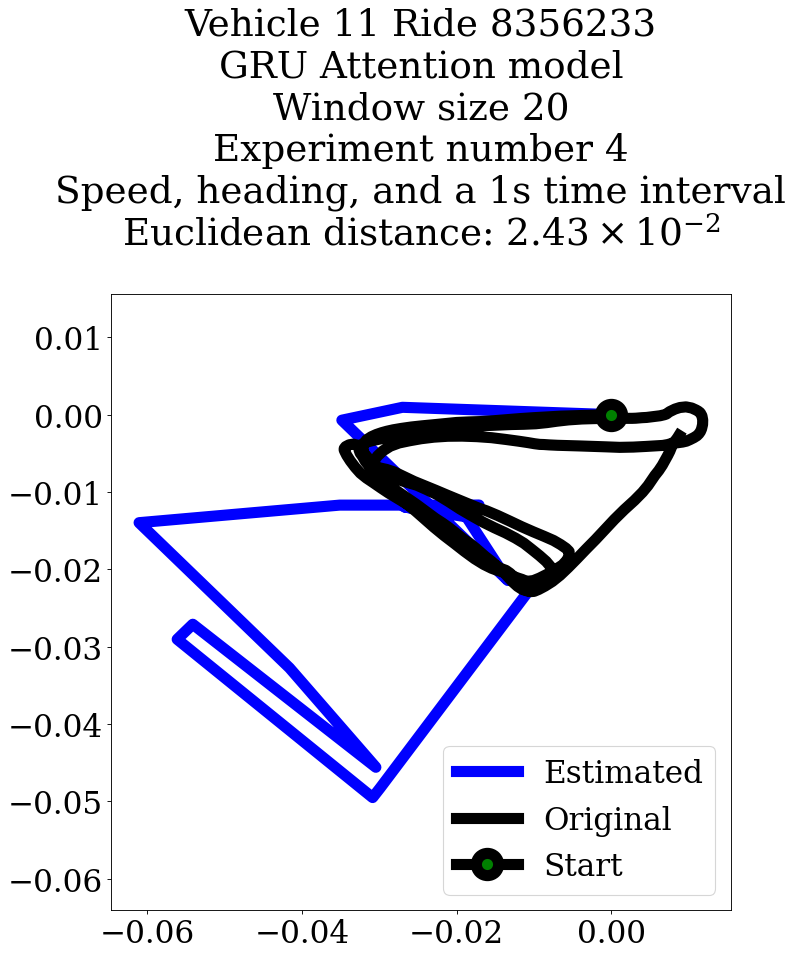 Vehicle 11 Ride 8356233
GRU Attention model
Window size 20
Experiment number 4
Speed, heading, and a 1s time interval
Euclidean distance: 2.43 × 10⁻²
0.01
0.00
−0.01
−0.02
−0.03
−0.04
−0.05
−0.06
Estimated
Original
Start
−0.06 −0.04 −0.02 0.00